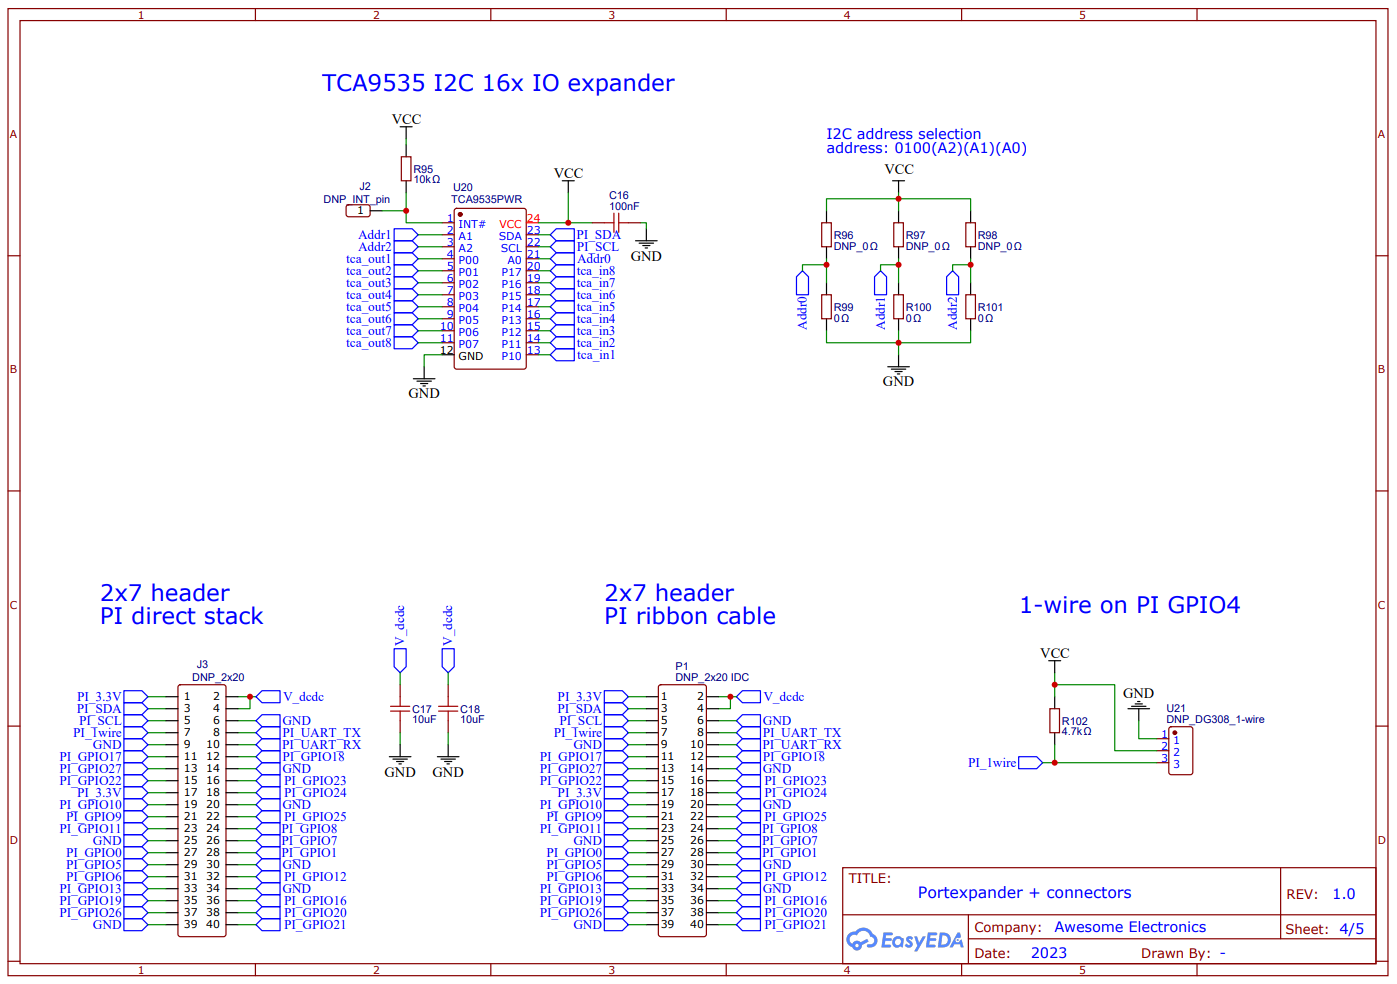 1 2 3 4 5
A
B
C
D
TCA9535 I2C 16x IO expander
VCC
R95
10kΩ
J2
DNP_INT_pin
1
U20
TCA9535PWR
VCC
C16
100nF
GND
1 INT# VCC 24
Addr1 2 A1 SDA 23 PI_SDA
Addr2 3 A2 SCL 22 PI_SCL
tca_out1 4 P00 A0 21 Addr0
tca_out2 5 P01 P17 20 tca_in8
tca_out3 6 P02 P16 19 tca_in7
tca_out4 7 P03 P15 18 tca_in6
tca_out5 8 P04 P14 17 tca_in5
tca_out6 9 P05 P13 16 tca_in4
tca_out7 10 P06 P12 15 tca_in3
tca_out8 11 P07 P11 14 tca_in2
12 GND P10 13 tca_in1
GND
I2C address selection
address: 0100(A2)(A1)(A0)
VCC
R96
DNP_0Ω
R97
DNP_0Ω
R98
DNP_0Ω
Addr0
R99
0Ω
Addr1
R100
0Ω
Addr2
R101
0Ω
GND
2x7 header
PI direct stack
J3
DNP_2x20
PI_3.3V 1 2 V_dcdc
PI_SDA 3 4
PI_SCL 5 6 GND
PI_1wire 7 8 PI_UART_TX
GND 9 10 PI_UART_RX
PI_GPIO17 11 12 PI_GPIO18
PI_GPIO27 13 14 GND
PI_GPIO22 15 16 PI_GPIO23
PI_3.3V 17 18 PI_GPIO24
PI_GPIO10 19 20 GND
PI_GPIO9 21 22 PI_GPIO25
PI_GPIO11 23 24 PI_GPIO8
GND 25 26 PI_GPIO7
PI_GPIO0 27 28 PI_GPIO1
PI_GPIO5 29 30 GND
PI_GPIO6 31 32 PI_GPIO12
PI_GPIO13 33 34 GND
PI_GPIO19 35 36 PI_GPIO16
PI_GPIO26 37 38 PI_GPIO20
GND 39 40 PI_GPIO21
V_dcdc
C17
10uF
GND
V_dcdc
C18
10uF
GND
2x7 header
PI ribbon cable
P1
DNP_2x20 IDC
PI_3.3V 1 2 V_dcdc
PI_SDA 3 4
PI_SCL 5 6 GND
PI_1wire 7 8 PI_UART_TX
GND 9 10 PI_UART_RX
PI_GPIO17 11 12 PI_GPIO18
PI_GPIO27 13 14 GND
PI_GPIO22 15 16 PI_GPIO23
PI_3.3V 17 18 PI_GPIO24
PI_GPIO10 19 20 GND
PI_GPIO9 21 22 PI_GPIO25
PI_GPIO11 23 24 PI_GPIO8
GND 25 26 PI_GPIO7
PI_GPIO0 27 28 PI_GPIO1
PI_GPIO5 29 30 GND
PI_GPIO6 31 32 PI_GPIO12
PI_GPIO13 33 34 GND
PI_GPIO19 35 36 PI_GPIO16
PI_GPIO26 37 38 PI_GPIO20
GND 39 40 PI_GPIO21
1-wire on PI GPIO4
VCC
GND
R102
4.7kΩ
U21
DNP_DG308_1-wire
1 1
2 2
3 3
PI_1wire
TITLE:
Portexpander + connectors
REV: 1.0
EasyEDA
Company: Awesome Electronics
Sheet: 4/5
Date: 2023
Drawn By: -
A
B
C
D
1 2 3 4 5